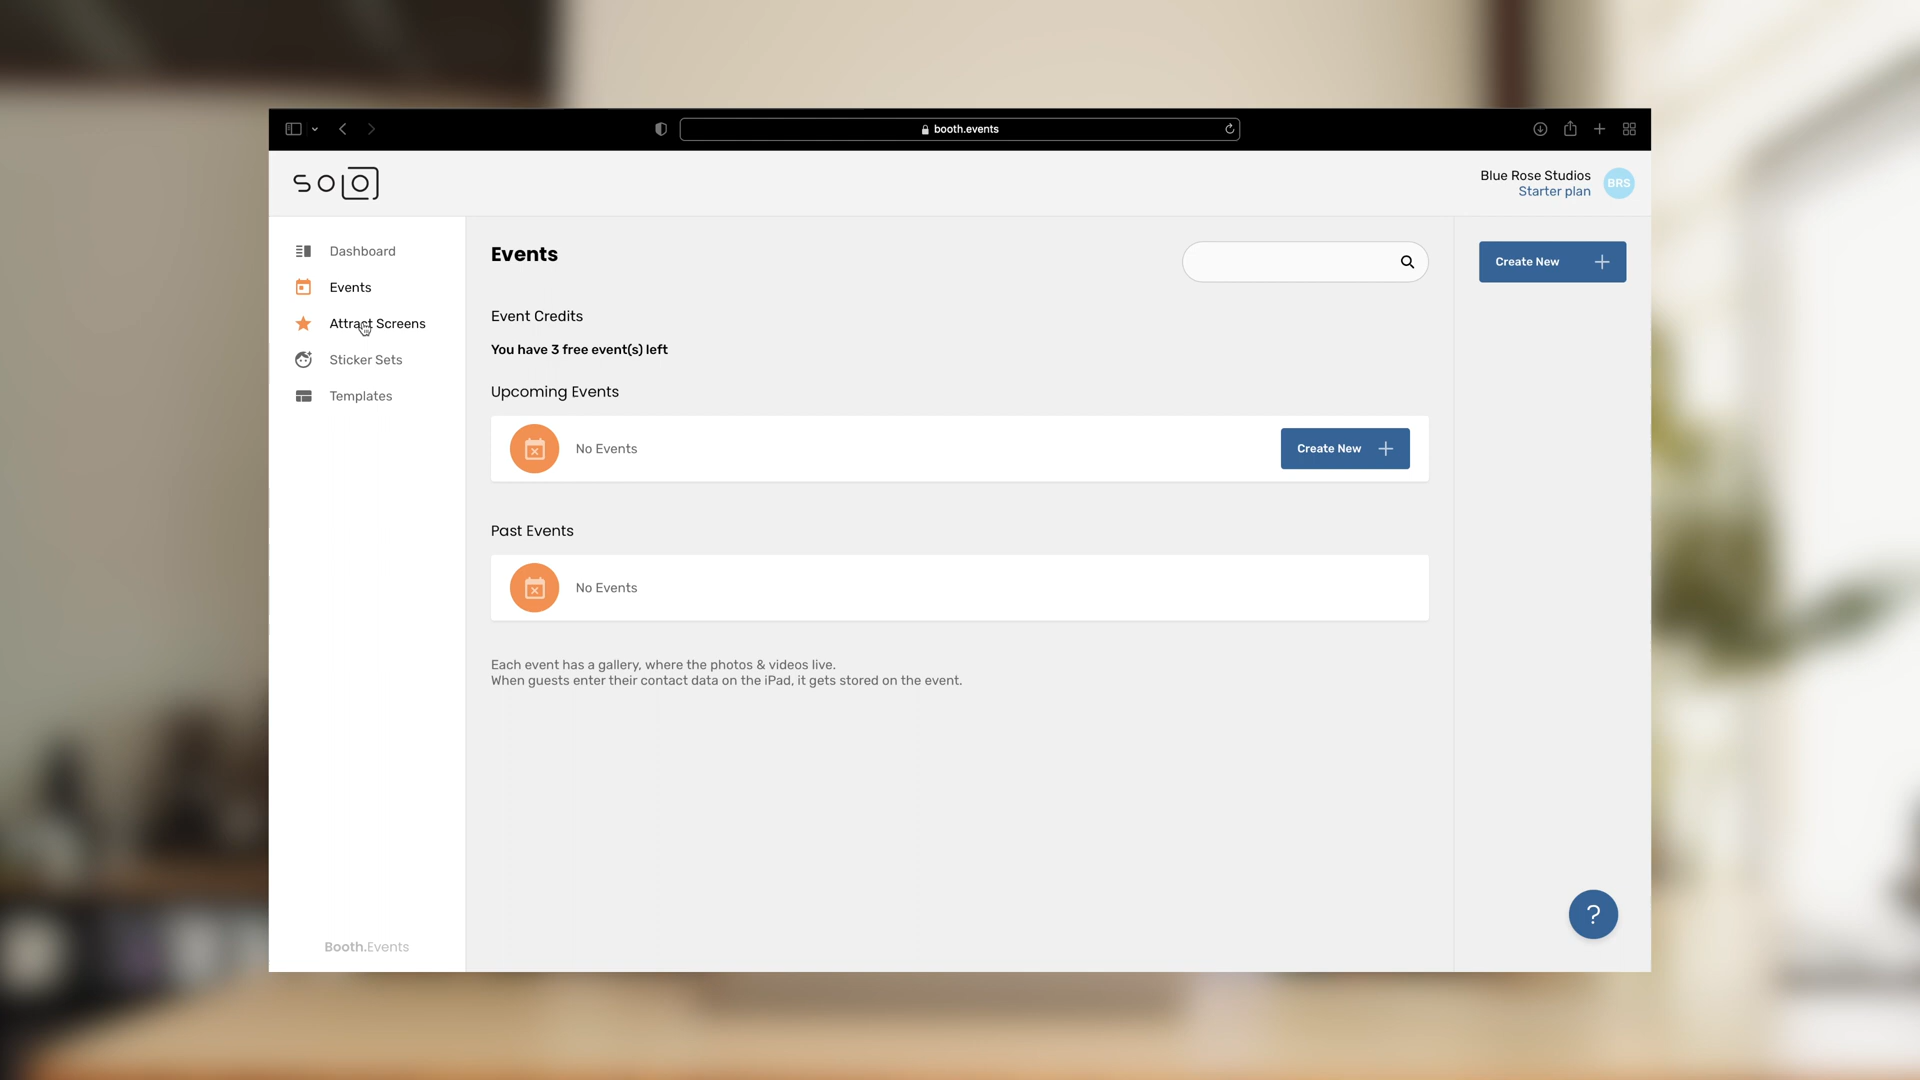 booth.events
SOLO
Blue Rose Studios
Starter plan
BRS
Dashboard
Events
Attract Screens
Sticker Sets
Templates
Events
Create New
Event Credits
You have 3 free event(s) left
Upcoming Events
No Events
Create New
Past Events
No Events
Each event has a gallery, where the photos & videos live.
When guests enter their contact data on the iPad, it gets stored on the event.
?
Booth.Events